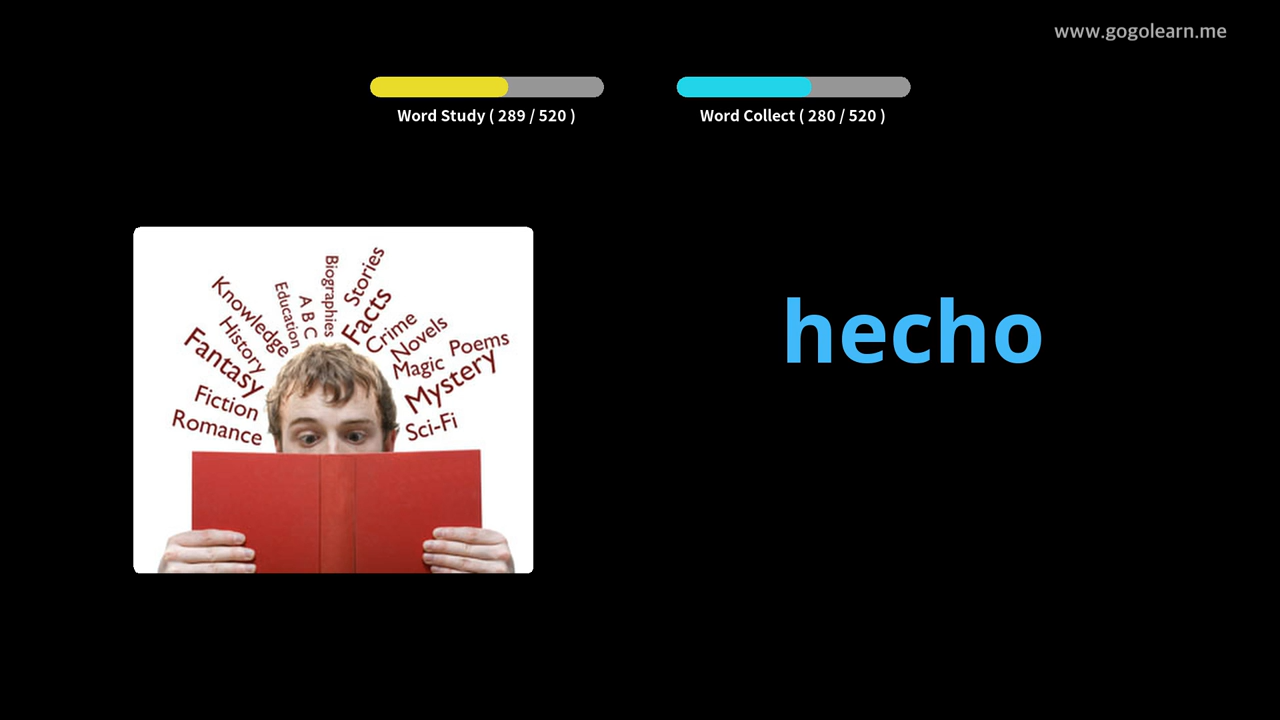 www.gogolearn.me
Word Study ( 289 / 520 )
Word Collect ( 280 / 520 )
Biographies
Stories
Education
A B C
Facts
Knowledge
Crime
History
Novels
Fantasy
Magic
Poems
Mystery
Fiction
Romance
Sci-Fi
hecho